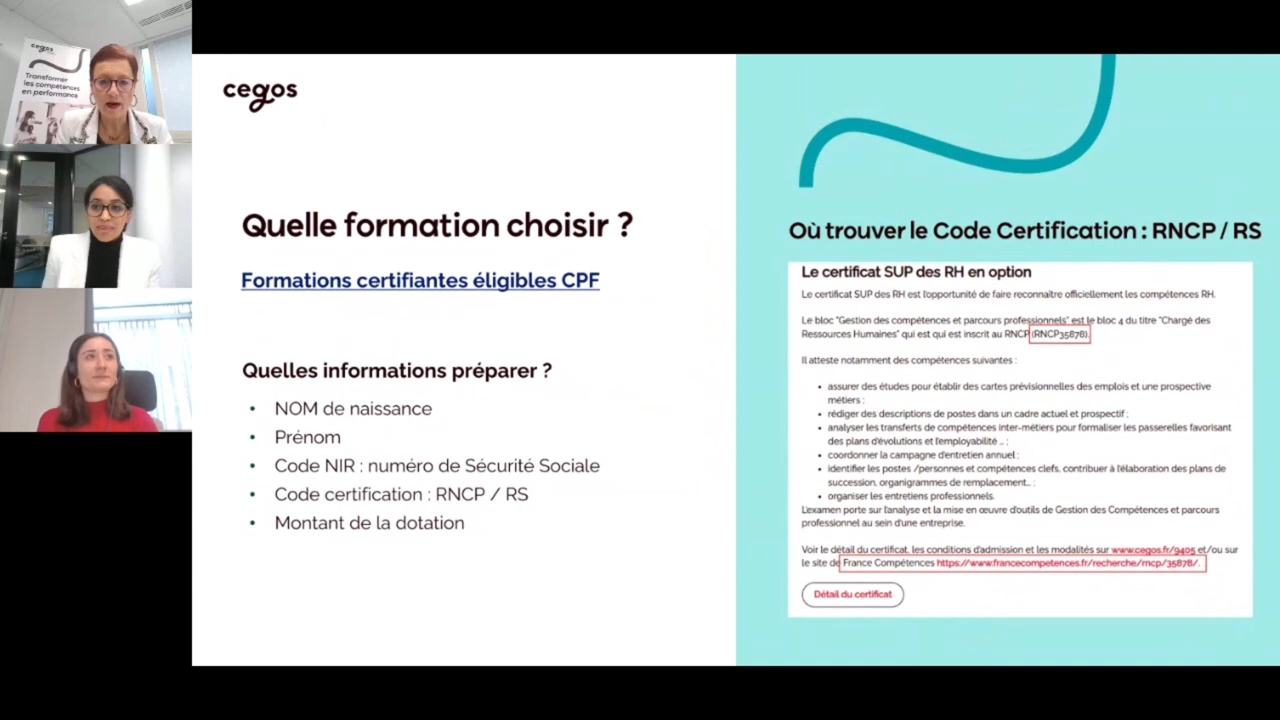 cegos
Transformer
les compétences
en performance
cegos
Quelle formation choisir ?
Formations certifiantes éligibles CPF
Quelles informations préparer ?
• NOM de naissance
• Prénom
• Code NIR : numéro de Sécurité Sociale
• Code certification : RNCP / RS
• Montant de la dotation
Où trouver le Code Certification : RNCP / RS
Le certificat SUP des RH en option
Le certificat SUP des RH est l'opportunité de faire reconnaître officiellement les compétences RH.
Le bloc "Gestion des compétences et parcours professionnels" est le bloc 4 du titre "Chargé des
Ressources Humaines" qui est qui est inscrit au RNCP (RNCP35878).
Il atteste notamment des compétences suivantes :
• assurer des études pour établir des cartes prévisionnelles des emplois et une prospective
métiers ;
• rédiger des descriptions de postes dans un cadre actuel et prospectif ;
• analyser les transferts de compétences inter-métiers pour formaliser les passerelles favorisant
des plans d'évolutions et l'employabilité … ;
• coordonner la campagne d'entretien annuel ;
• identifier les postes /personnes et compétences clefs, contribuer à l'élaboration des plans de
succession, organigrammes de remplacement… ;
• organiser les entretiens professionnels.
L'examen porte sur l'analyse et la mise en œuvre d'outils de Gestion des Compétences et parcours
professionnel au sein d'une entreprise.
Voir le détail du certificat, les conditions d'admission et les modalités sur www.cegos.fr/9405 et/ou sur
le site de France Compétences https://www.francecompetences.fr/recherche/rncp/35878/.
Détail du certificat